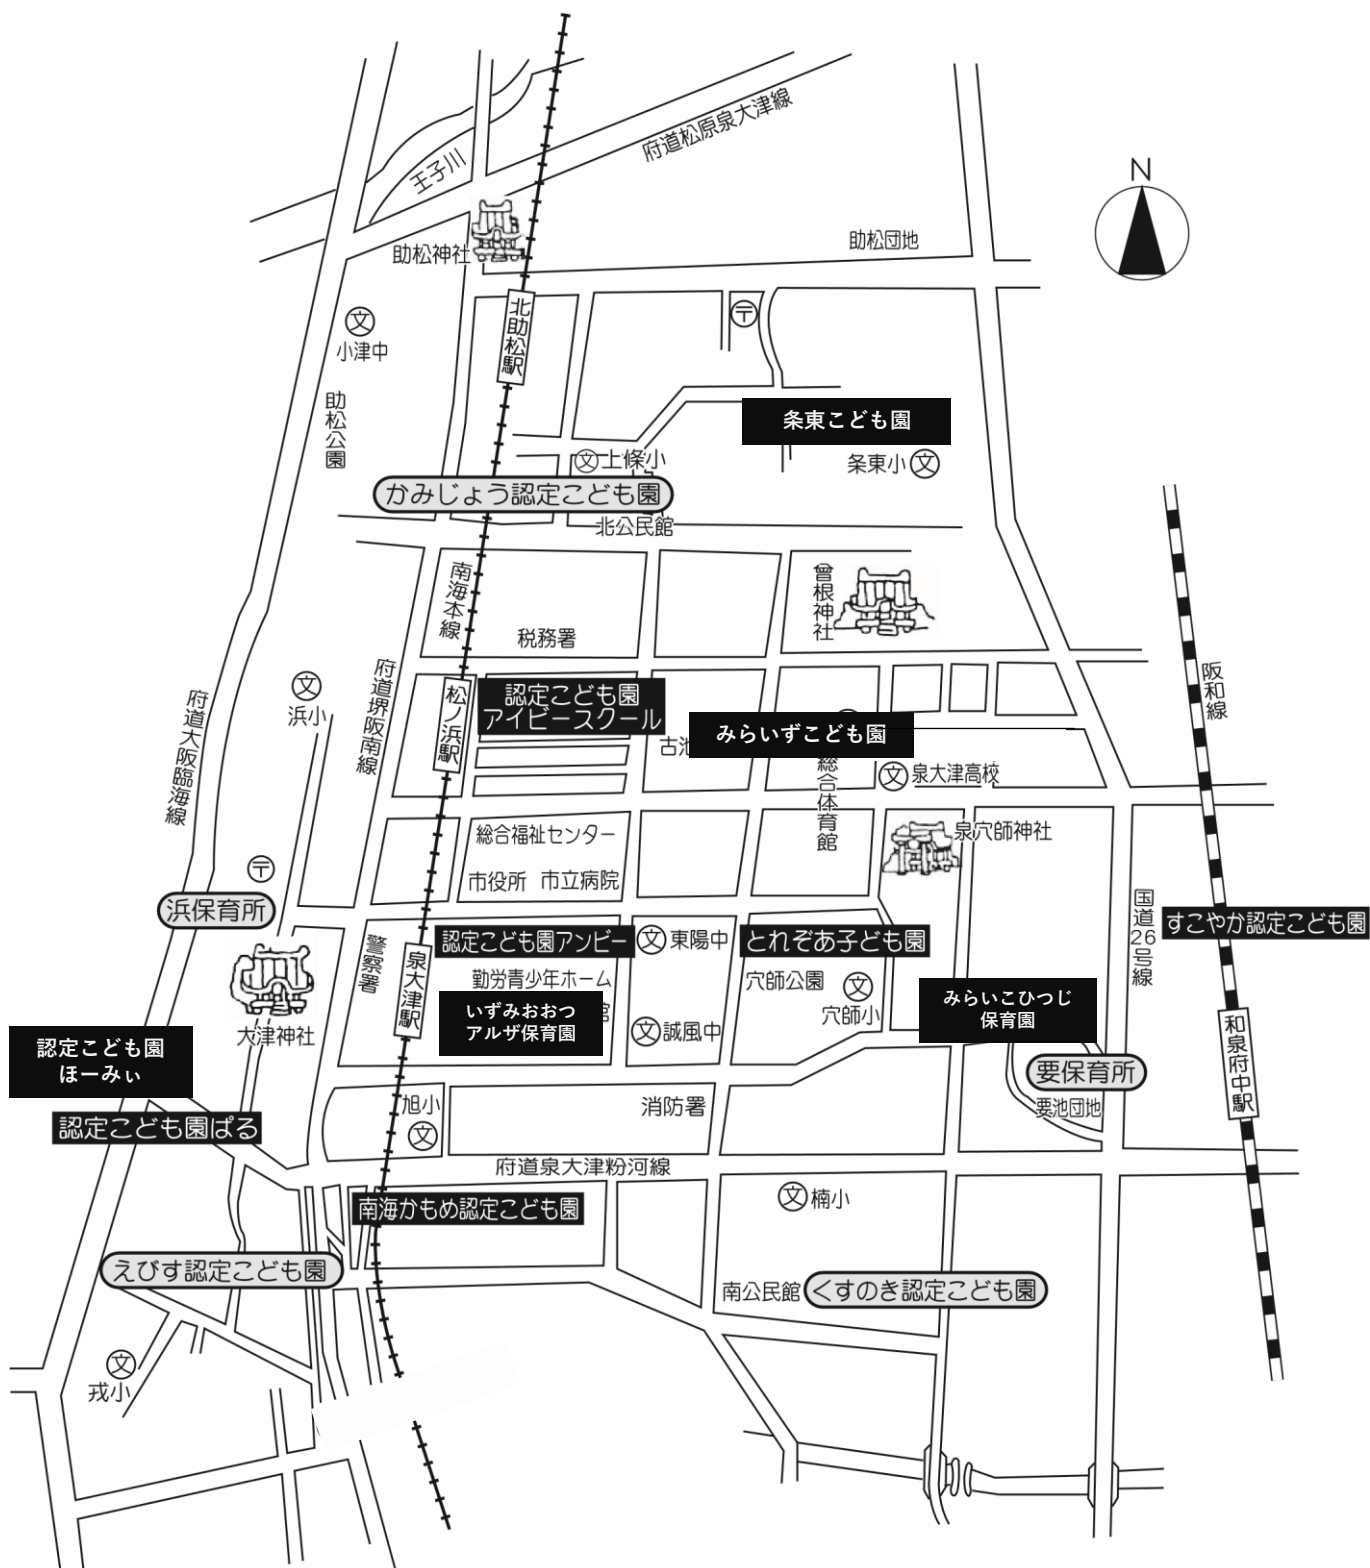 府道松原泉大津線
王子川
N
助松神社
助松団地
北助松駅
〒
文
小津中
助松公園
条東こども園
文上條小
条東小文
かみじょう認定こども園
北公民館
南海本線
曾根神社
税務署
府道堺阪南線
阪和線
文
浜小
松ノ浜駅
認定こども園
アイビースクール
府道大阪臨海線
みらいずこども園
古池
総合体育館
文泉大津高校
総合福祉センター
泉穴師神社
市役所 市立病院
〒
浜保育所
国道26号線
すこやか認定こども園
警察署
泉大津駅
認定こども園アンビー
文東陽中
とれぞあ子ども園
勤労青少年ホーム
穴師公園
文
穴師小
みらいこひつじ
保育園
いずみおおつ
アルザ保育園
館
文誠風中
大津神社
和泉府中駅
認定こども園
ほーみぃ
要保育所
要池団地
認定こども園ぱる
旭小
文
消防署
府道泉大津粉河線
南海かもめ認定こども園
文楠小
えびす認定こども園
南公民館
くすのき認定こども園
文
戎小